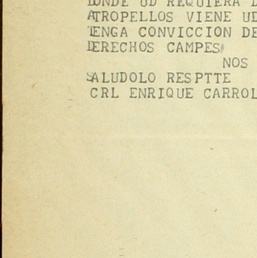 DONDE UD REQUIERA D
ATROPELLOS VIENE UD
TENGA CONVICCION DE
DERECHOS CAMPES
NOS
SALUDOLO RESPTTE
CRL ENRIQUE CARROL